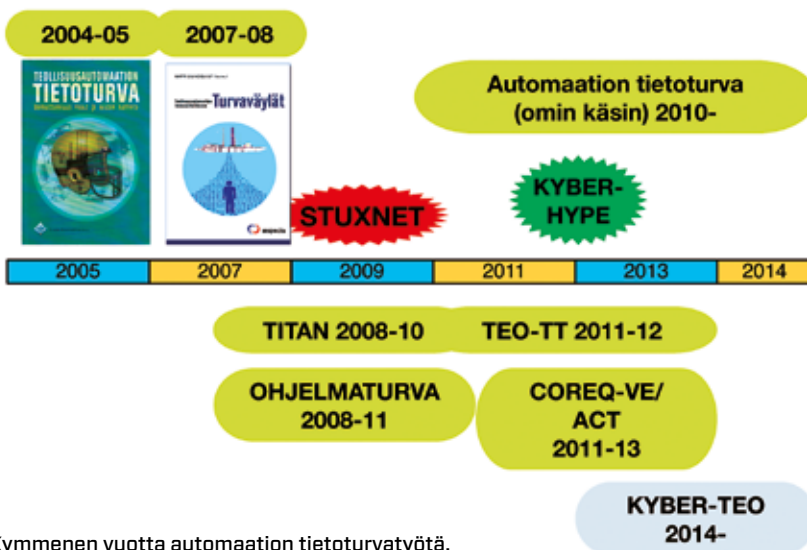 2004-05
2007-08
TEOLLISUUSAUTOMAATION
TIETOTURVA
Turvaväylät
Automaation tietoturva
(omin käsin) 2010-
STUXNET
KYBER-
HYPE
2005
2007
2009
2011
2013
2014
TITAN 2008-10
TEO-TT 2011-12
OHJELMATURVA
2008-11
COREQ-VE/
ACT
2011-13
KYBER-TEO
2014-
Kymmenen vuotta automaation tietoturvatyötä.